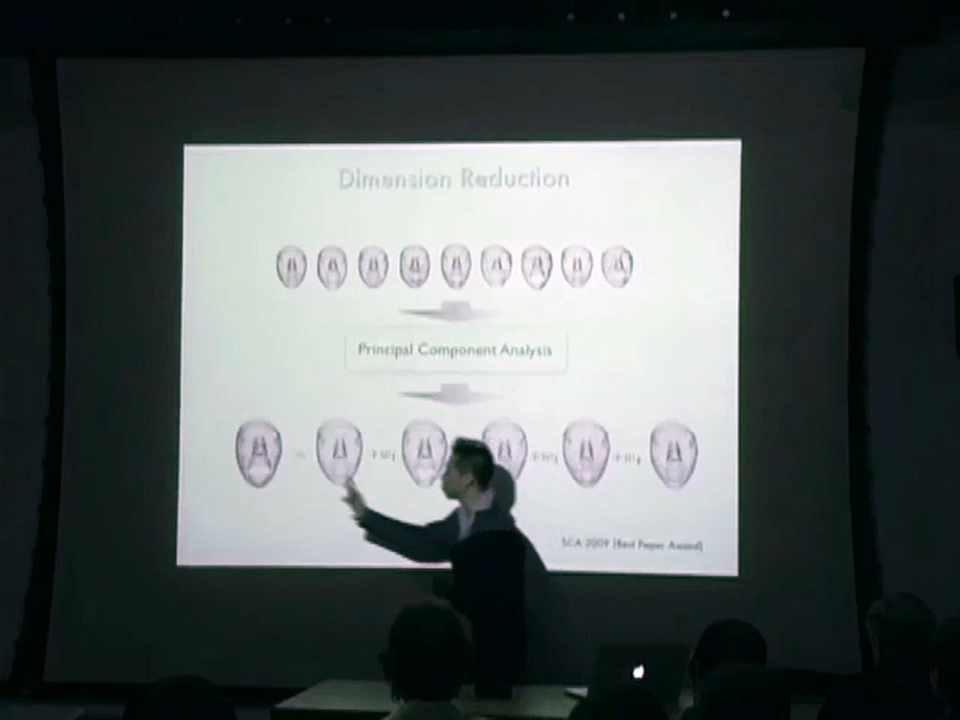 Dimension Reduction
Principal Component Analysis
SCA 2009 [Best Paper Award]